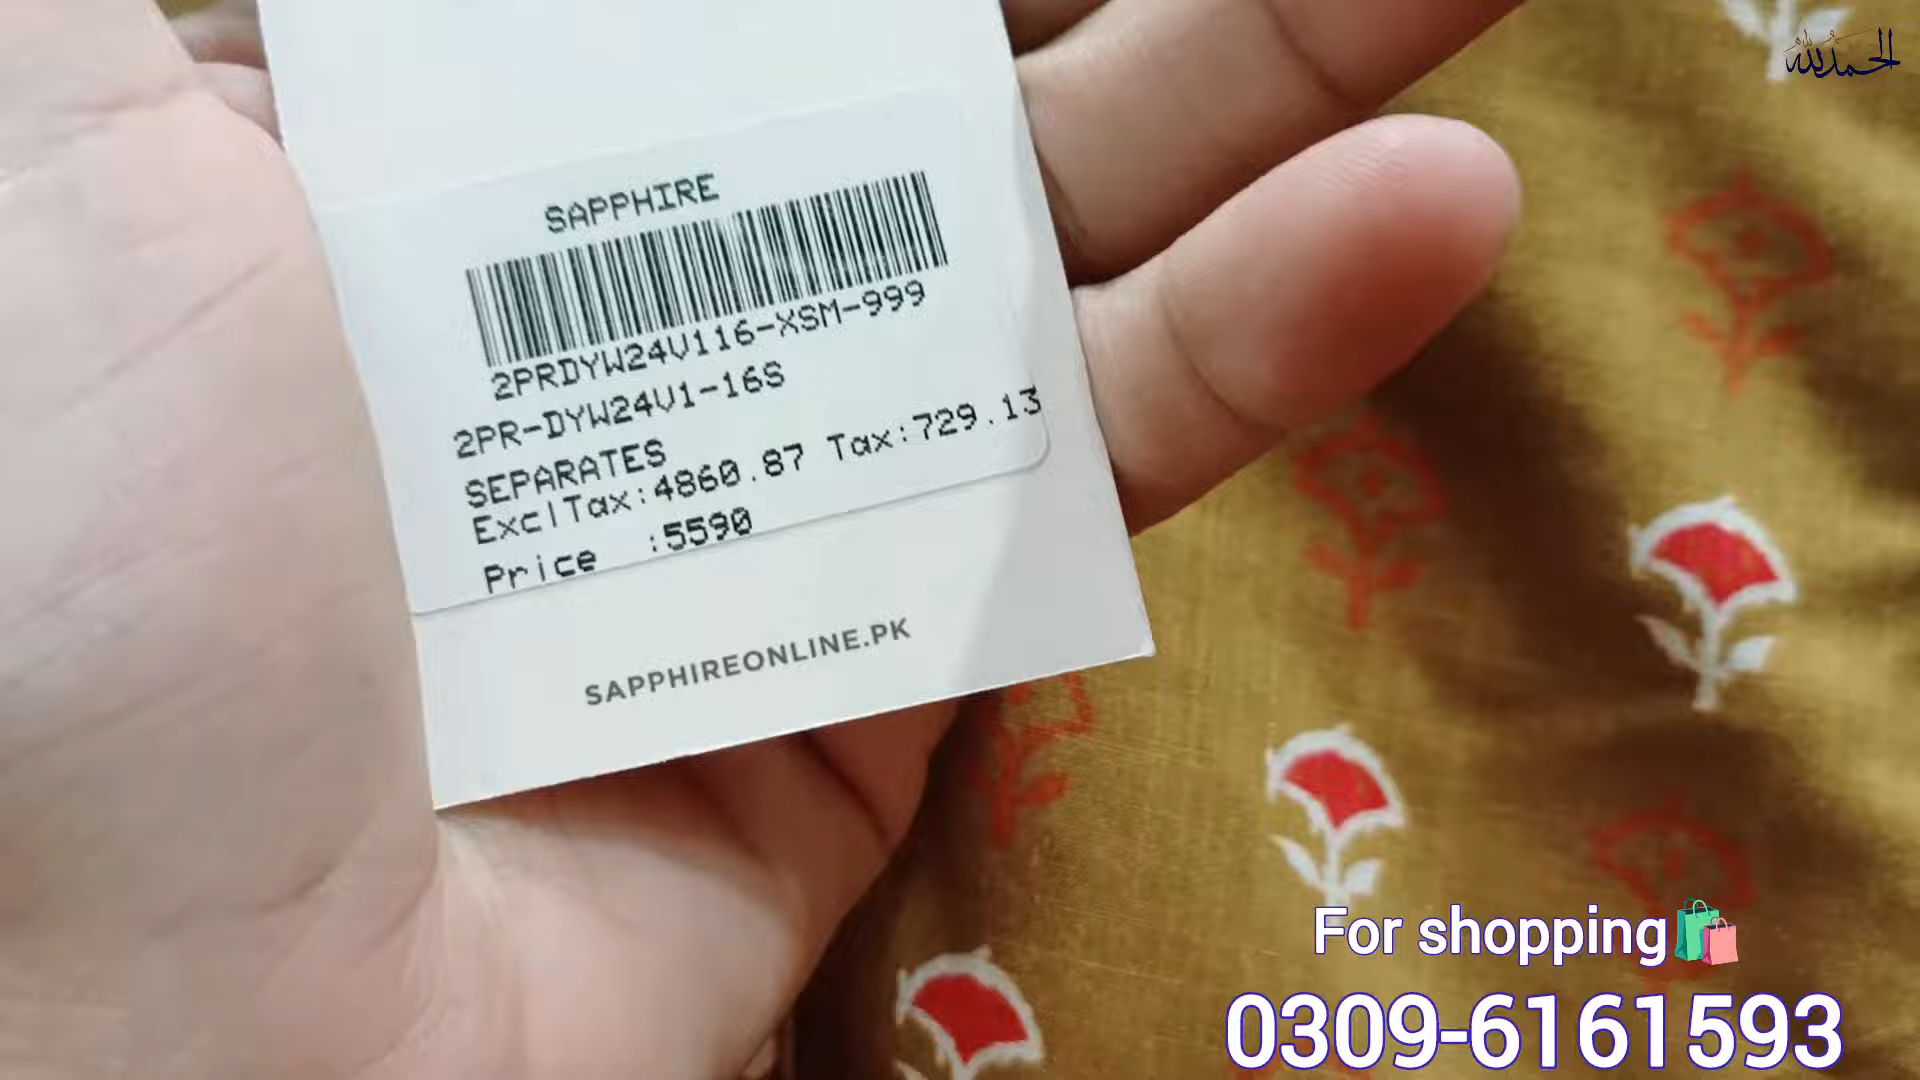 الحمدلله
SAPPHIRE
2PRDYW24V116-XSM-999
2PR-DYW24V1-16S
SEPARATES
ExclTax:4860.87 Tax:729.13
Price :5590
SAPPHIREONLINE.PK
For shopping🛍️
0309-6161593